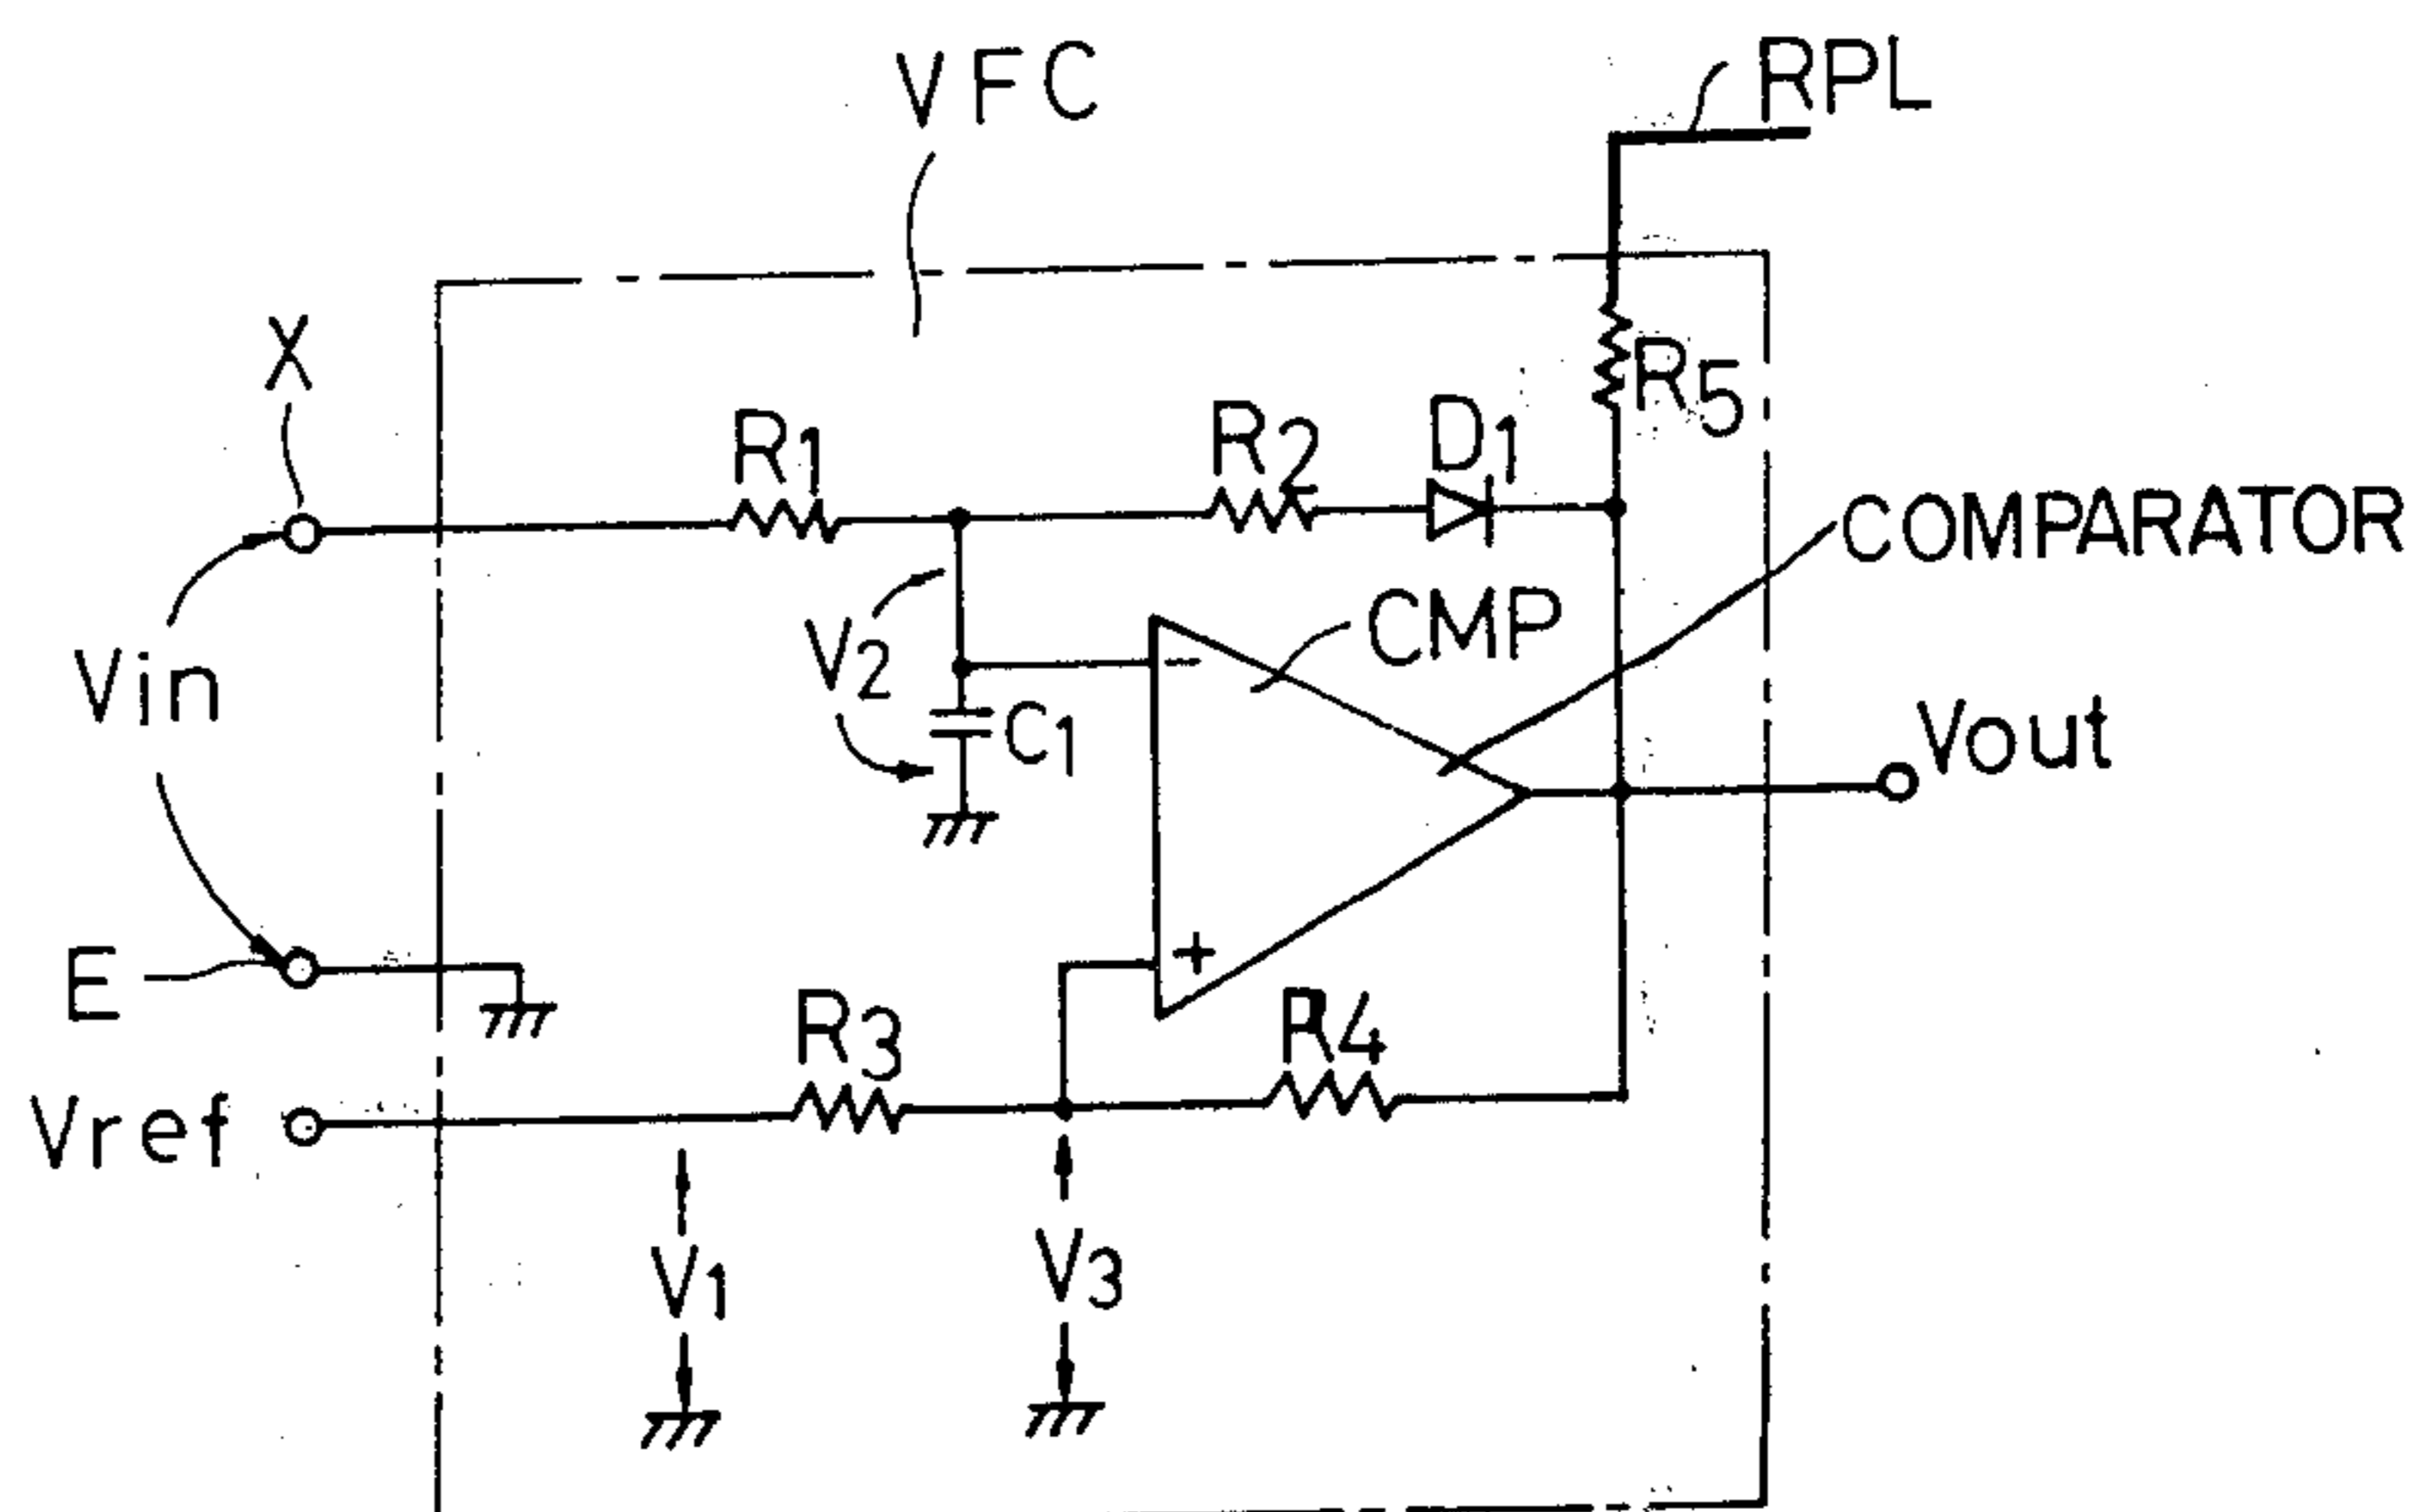 VFC
RPL
X
R1
R2
D1
R5
COMPARATOR
CMP
V2
Vin
C1
Vout
-
+
E
R3
R4
Vref
V1
V3